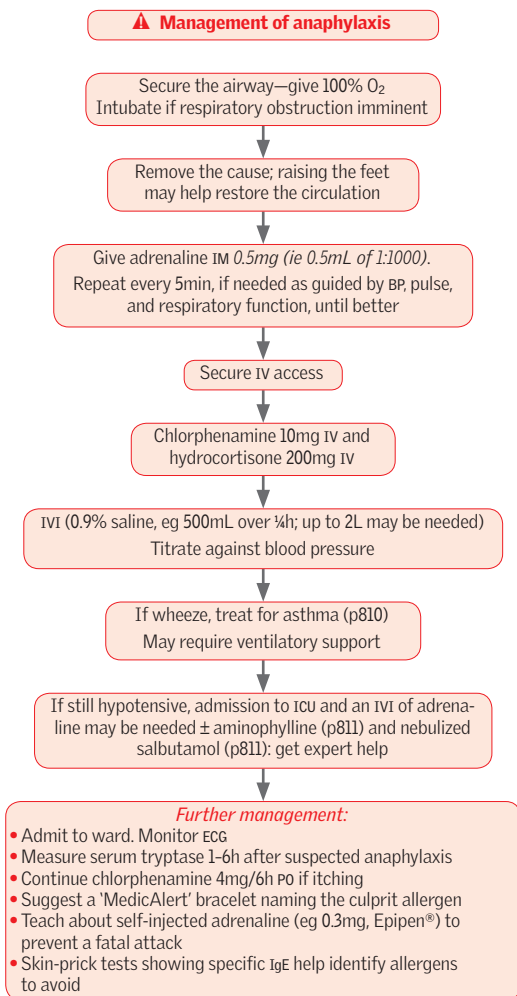 ⚠ Management of anaphylaxis
Secure the airway—give 100% O₂
Intubate if respiratory obstruction imminent
Remove the cause; raising the feet
may help restore the circulation
Give adrenaline IM 0.5mg (ie 0.5mL of 1:1000).
Repeat every 5min, if needed as guided by BP, pulse,
and respiratory function, until better
Secure IV access
Chlorphenamine 10mg IV and
hydrocortisone 200mg IV
IVI (0.9% saline, eg 500mL over ¼h; up to 2L may be needed)
Titrate against blood pressure
If wheeze, treat for asthma (p810)
May require ventilatory support
If still hypotensive, admission to ICU and an IVI of adrena-
line may be needed ± aminophylline (p811) and nebulized
salbutamol (p811): get expert help
Further management:
• Admit to ward. Monitor ECG
• Measure serum tryptase 1–6h after suspected anaphylaxis
• Continue chlorphenamine 4mg/6h PO if itching
• Suggest a ‘MedicAlert’ bracelet naming the culprit allergen
• Teach about self-injected adrenaline (eg 0.3mg, Epipen®) to
prevent a fatal attack
• Skin-prick tests showing specific IgE help identify allergens
to avoid